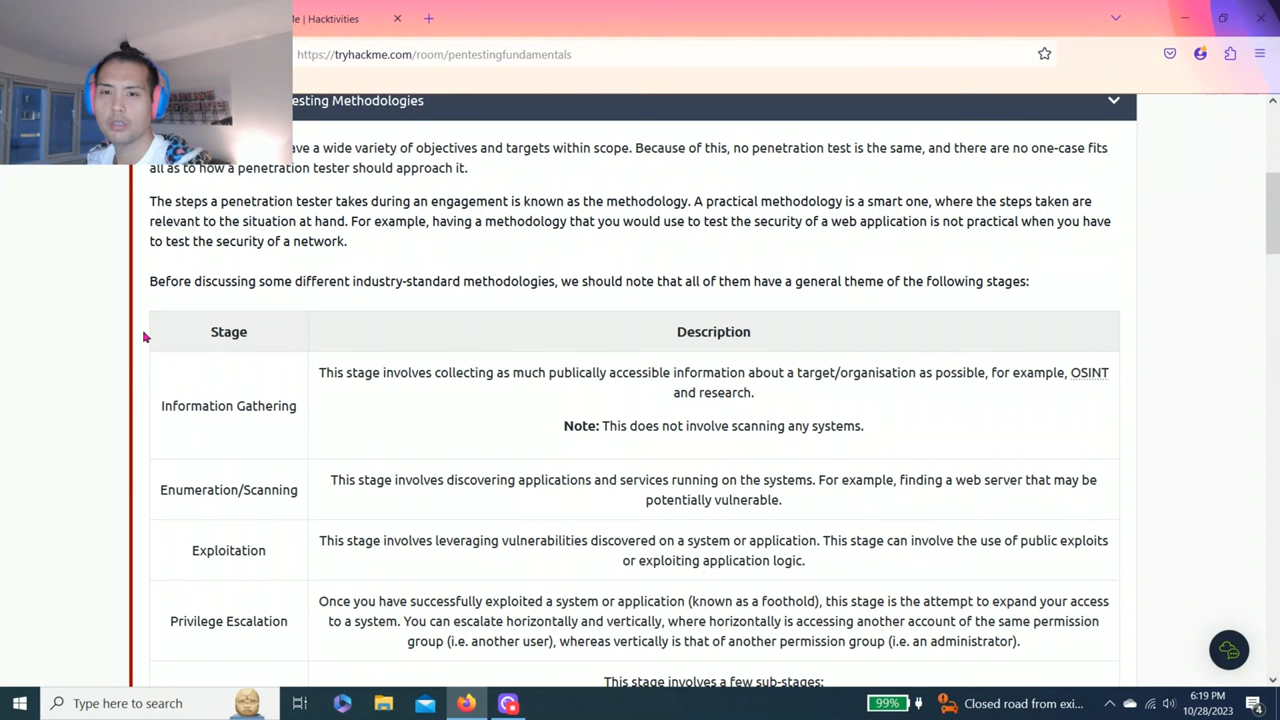 Me | Hacktivities
https://tryhackme.com/room/pentestingfundamentals
esting Methodologies
ave a wide variety of objectives and targets within scope. Because of this, no penetration test is the same, and there are no one-case fits
all as to how a penetration tester should approach it.
The steps a penetration tester takes during an engagement is known as the methodology. A practical methodology is a smart one, where the steps taken are
relevant to the situation at hand. For example, having a methodology that you would use to test the security of a web application is not practical when you have
to test the security of a network.
Before discussing some different industry-standard methodologies, we should note that all of them have a general theme of the following stages:
Stage
Description
Information Gathering
This stage involves collecting as much publically accessible information about a target/organisation as possible, for example, OSINT
and research.
Note: This does not involve scanning any systems.
Enumeration/Scanning
This stage involves discovering applications and services running on the systems. For example, finding a web server that may be
potentially vulnerable.
Exploitation
This stage involves leveraging vulnerabilities discovered on a system or application. This stage can involve the use of public exploits
or exploiting application logic.
Privilege Escalation
Once you have successfully exploited a system or application (known as a foothold), this stage is the attempt to expand your access
to a system. You can escalate horizontally and vertically, where horizontally is accessing another account of the same permission
group (i.e. another user), whereas vertically is that of another permission group (i.e. an administrator).
This stage involves a few sub-stages:
Type here to search
99%
Closed road from exi...
6:19 PM
10/28/2023
4